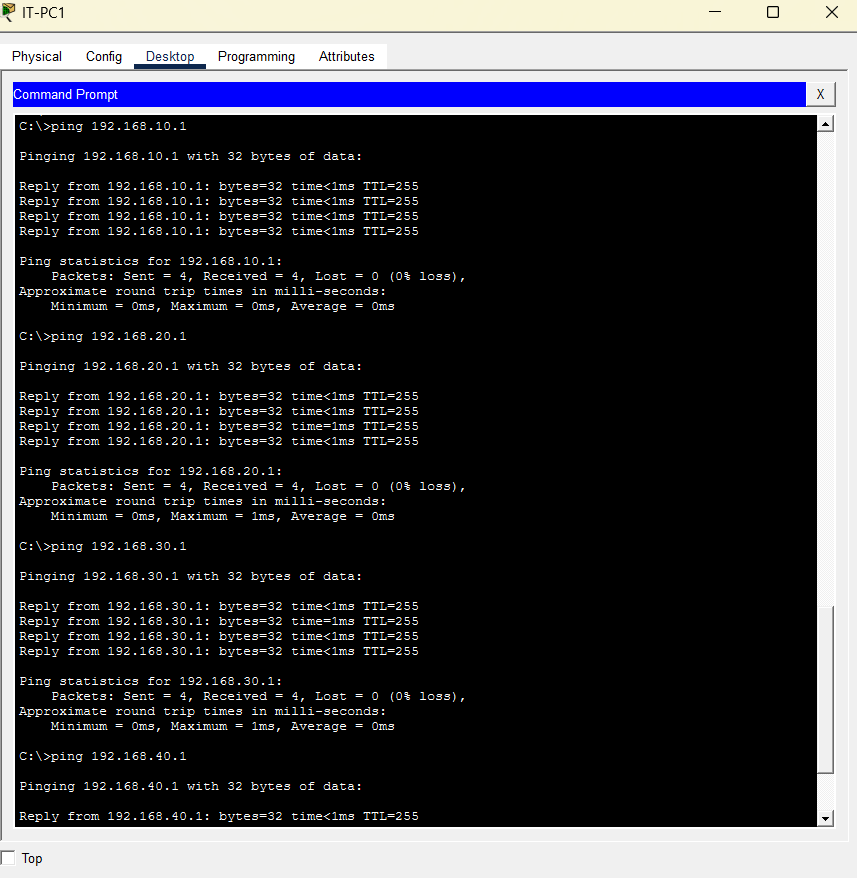 IT-PC1
Physical Config Desktop Programming Attributes
Command Prompt X
C:\>ping 192.168.10.1
Pinging 192.168.10.1 with 32 bytes of data:
Reply from 192.168.10.1: bytes=32 time<1ms TTL=255
Reply from 192.168.10.1: bytes=32 time<1ms TTL=255
Reply from 192.168.10.1: bytes=32 time<1ms TTL=255
Reply from 192.168.10.1: bytes=32 time<1ms TTL=255
Ping statistics for 192.168.10.1:
    Packets: Sent = 4, Received = 4, Lost = 0 (0% loss),
Approximate round trip times in milli-seconds:
    Minimum = 0ms, Maximum = 0ms, Average = 0ms
C:\>ping 192.168.20.1
Pinging 192.168.20.1 with 32 bytes of data:
Reply from 192.168.20.1: bytes=32 time<1ms TTL=255
Reply from 192.168.20.1: bytes=32 time<1ms TTL=255
Reply from 192.168.20.1: bytes=32 time=1ms TTL=255
Reply from 192.168.20.1: bytes=32 time<1ms TTL=255
Ping statistics for 192.168.20.1:
    Packets: Sent = 4, Received = 4, Lost = 0 (0% loss),
Approximate round trip times in milli-seconds:
    Minimum = 0ms, Maximum = 1ms, Average = 0ms
C:\>ping 192.168.30.1
Pinging 192.168.30.1 with 32 bytes of data:
Reply from 192.168.30.1: bytes=32 time<1ms TTL=255
Reply from 192.168.30.1: bytes=32 time=1ms TTL=255
Reply from 192.168.30.1: bytes=32 time<1ms TTL=255
Reply from 192.168.30.1: bytes=32 time<1ms TTL=255
Ping statistics for 192.168.30.1:
    Packets: Sent = 4, Received = 4, Lost = 0 (0% loss),
Approximate round trip times in milli-seconds:
    Minimum = 0ms, Maximum = 1ms, Average = 0ms
C:\>ping 192.168.40.1
Pinging 192.168.40.1 with 32 bytes of data:
Reply from 192.168.40.1: bytes=32 time<1ms TTL=255
Top